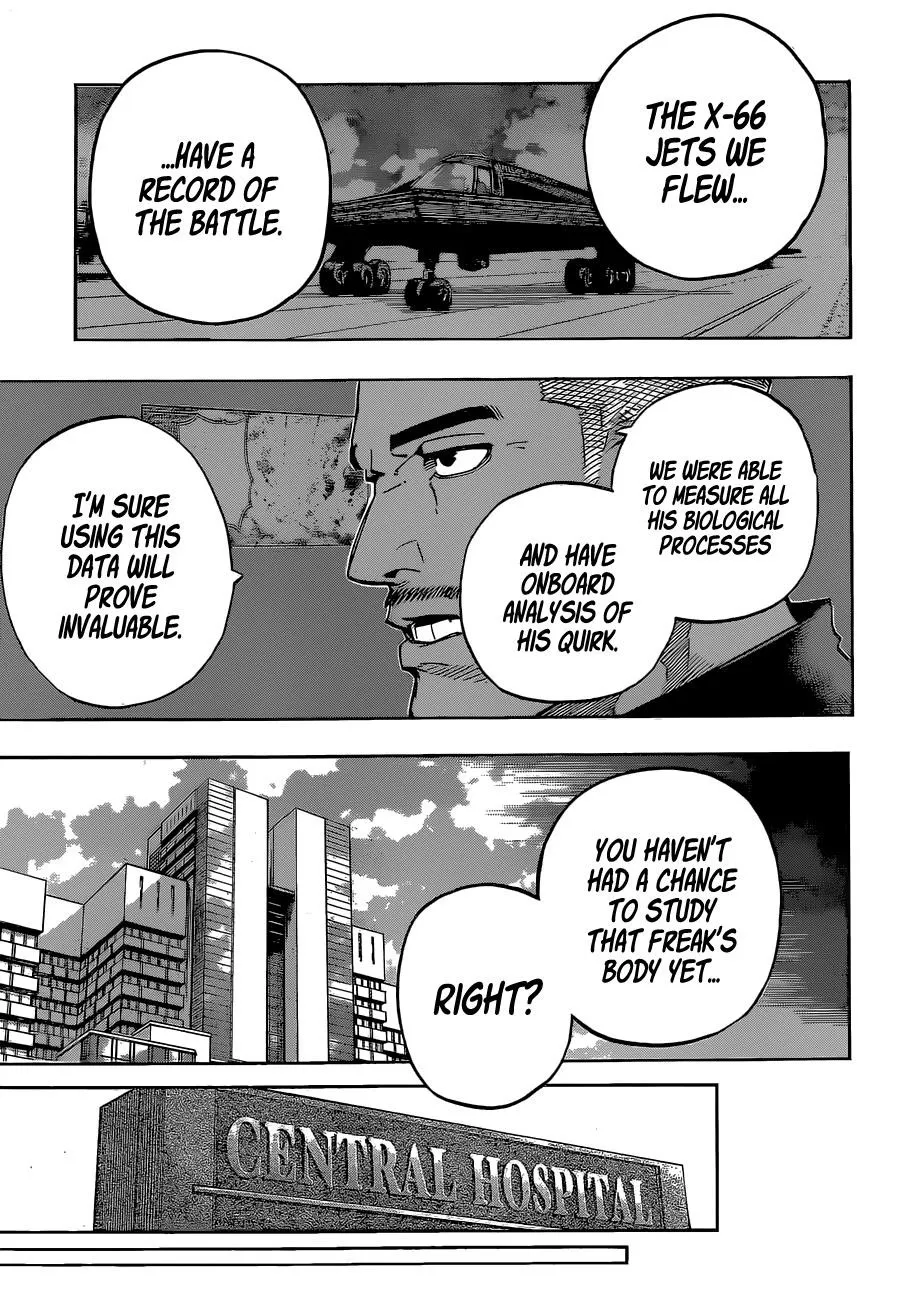 THE X-66
JETS WE
FLEW...
...HAVE A
RECORD OF
THE BATTLE.
WE WERE ABLE
TO MEASURE ALL
HIS BIOLOGICAL
PROCESSES
AND HAVE
ONBOARD
ANALYSIS OF
HIS QUIRK.
I'M SURE
USING THIS
DATA WILL
PROVE
INVALUABLE.
YOU HAVEN'T
HAD A CHANCE
TO STUDY
THAT FREAK'S
BODY YET...
RIGHT?
CENTRAL HOSPITAL